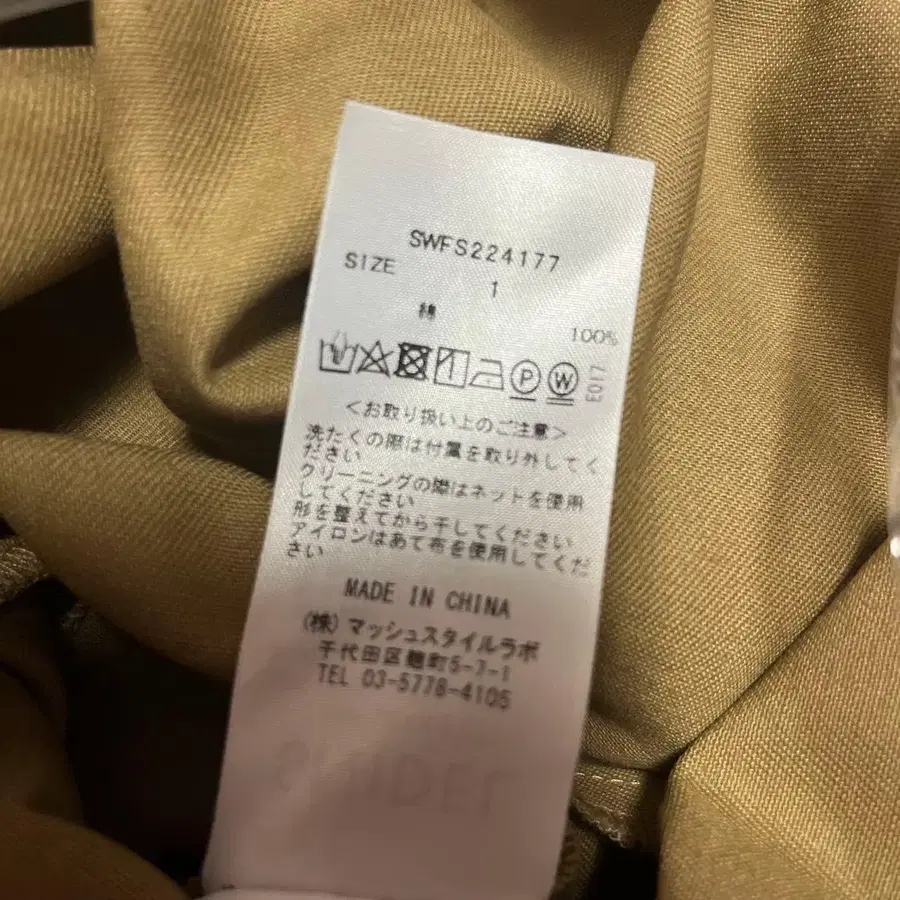 SWFS224177
SIZE
1
綿 100%
P W E017
＜お取り扱い上のご注意＞
洗たくの際は付属を取り外してく
ださい
クリーニングの際はネットを使用
してください
形を整えてから干してください
アイロンはあて布を使用してくだ
さい
MADE IN CHINA
(株) マッシュスタイルラボ
千代田区麹町5-7-1
TEL 03-5778-4105